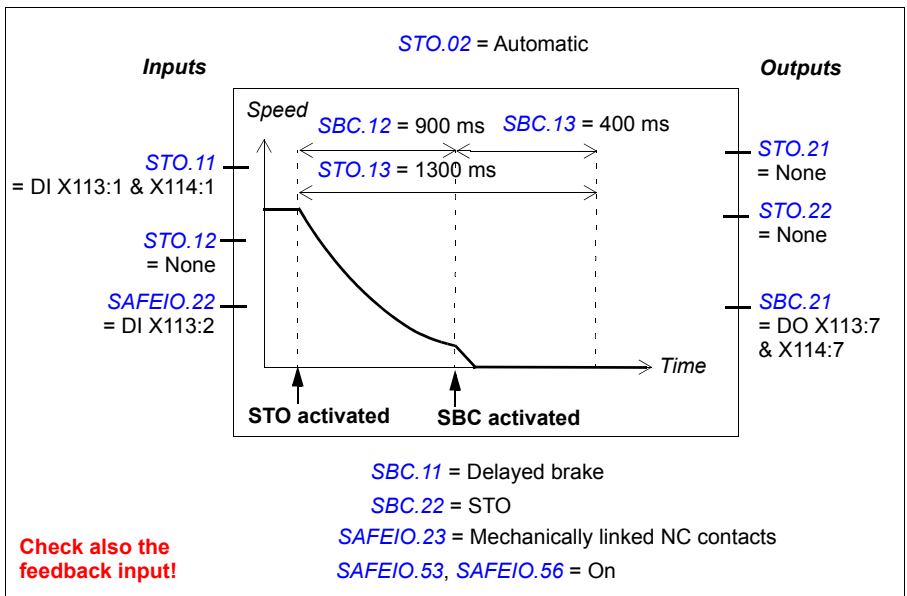 STO.02 = Automatic
Inputs
Outputs
Speed
SBC.12 = 900 ms
SBC.13 = 400 ms
STO.13 = 1300 ms
STO.11
= DI X113:1 & X114:1
STO.12
= None
SAFEIO.22
= DI X113:2
STO.21
= None
STO.22
= None
SBC.21
= DO X113:7
& X114:7
Time
STO activated
SBC activated
SBC.11 = Delayed brake
SBC.22 = STO
SAFEIO.23 = Mechanically linked NC contacts
SAFEIO.53, SAFEIO.56 = On
Check also the
feedback input!